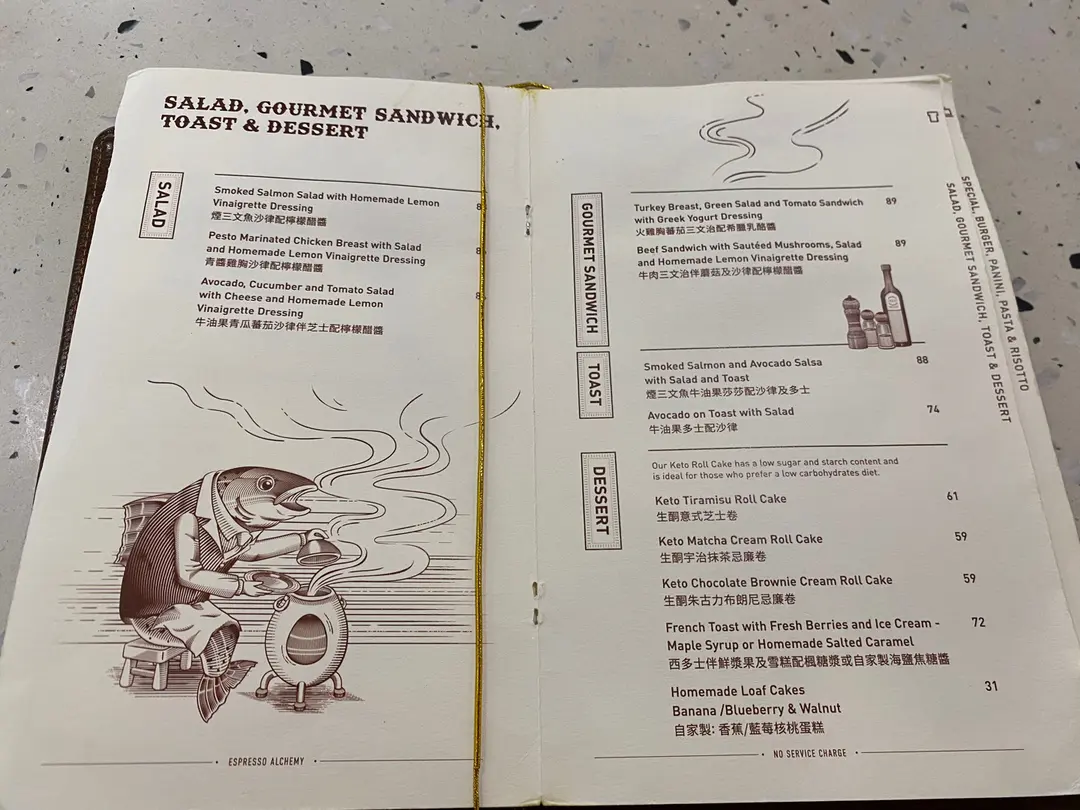 SALAD, GOURMET SANDWICH,
TOAST & DESSERT
SALAD
Smoked Salmon Salad with Homemade Lemon
Vinaigrette Dressing
煙三文魚沙律配檸檬醋醬
Pesto Marinated Chicken Breast with Salad
and Homemade Lemon Vinaigrette Dressing
青醬雞胸沙律配檸檬醋醬
Avocado, Cucumber and Tomato Salad
with Cheese and Homemade Lemon
Vinaigrette Dressing
牛油果青瓜蕃茄沙律伴芝士配檸檬醋醬
ESPRESSO ALCHEMY
GOURMET SANDWICH
Turkey Breast, Green Salad and Tomato Sandwich 89
with Greek Yogurt Dressing
火雞胸蕃茄三文治配希臘乳酪醬
Beef Sandwich with Sautéed Mushrooms, Salad 89
and Homemade Lemon Vinaigrette Dressing
牛肉三文治伴蘑菇及沙律配檸檬醋醬
TOAST
Smoked Salmon and Avocado Salsa 88
with Salad and Toast
煙三文魚牛油果莎莎配沙律及多士
Avocado on Toast with Salad 74
牛油果多士配沙律
DESSERT
Our Keto Roll Cake has a low sugar and starch content and
is ideal for those who prefer a low carbohydrates diet.
Keto Tiramisu Roll Cake 61
生酮意式芝士卷
Keto Matcha Cream Roll Cake 59
生酮宇治抹茶忌廉卷
Keto Chocolate Brownie Cream Roll Cake 59
生酮朱古力布朗尼忌廉卷
French Toast with Fresh Berries and Ice Cream - 72
Maple Syrup or Homemade Salted Caramel
西多士伴鮮漿果及雪糕配楓糖漿或自家製海鹽焦糖醬
Homemade Loaf Cakes 31
Banana /Blueberry & Walnut
自家製: 香蕉/藍莓核桃蛋糕
NO SERVICE CHARGE
SPECIAL, BURGER, PANINI, PASTA & RISOTTO
SALAD, GOURMET SANDWICH, TOAST & DESSERT